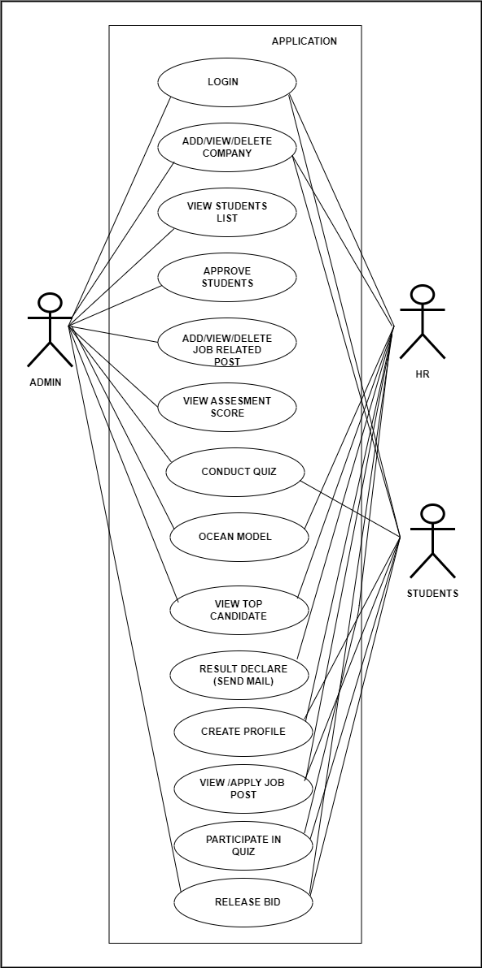 APPLICATION
LOGIN
ADD/VIEW/DELETE
COMPANY
VIEW STUDENTS
LIST
APPROVE
STUDENTS
ADD/VIEW/DELETE
JOB RELATED
POST
ADMIN
HR
VIEW ASSESMENT
SCORE
CONDUCT QUIZ
OCEAN MODEL
STUDENTS
VIEW TOP
CANDIDATE
RESULT DECLARE
(SEND MAIL)
CREATE PROFILE
VIEW /APPLY JOB
POST
PARTICIPATE IN
QUIZ
RELEASE BID